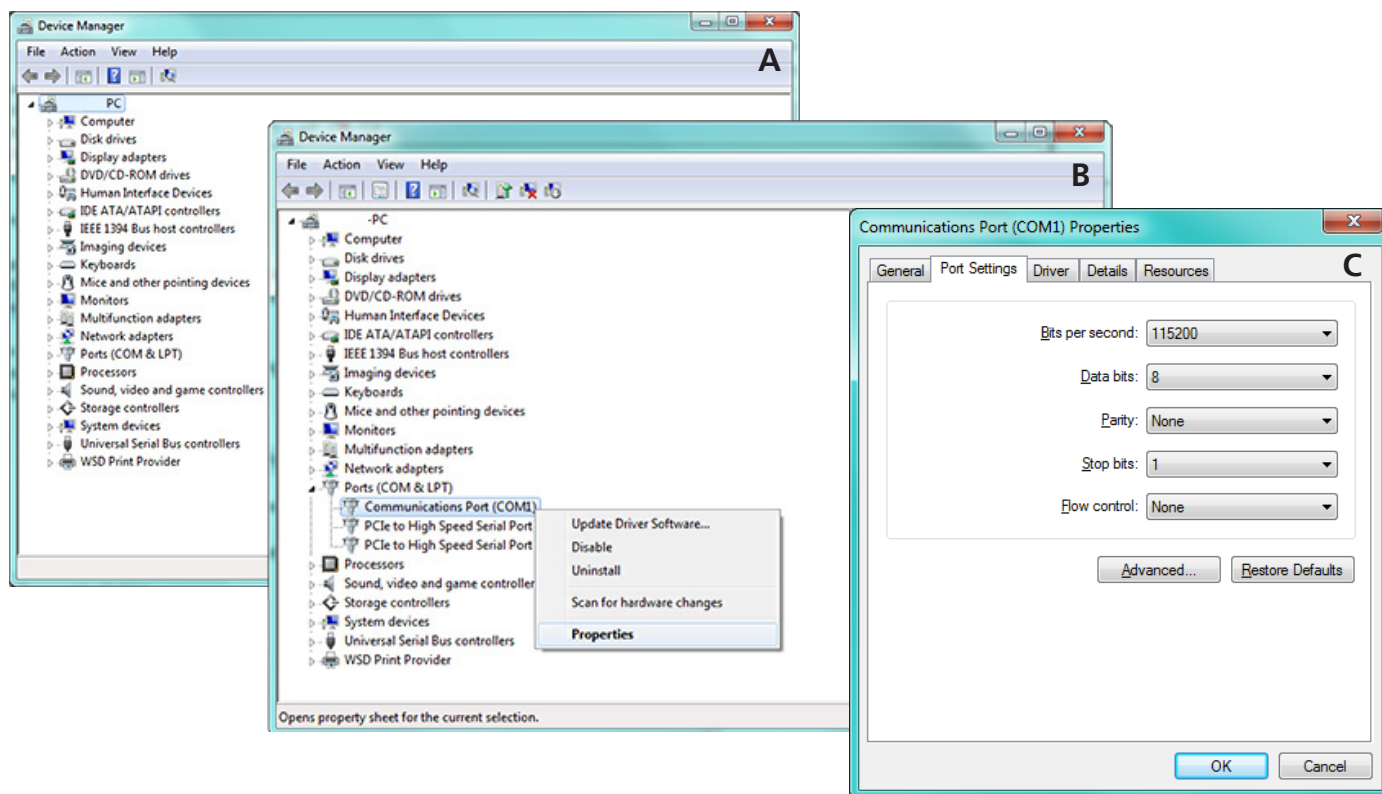 Device Manager
File Action View Help
A
PC
Computer
Disk drives
Display adapters
DVD/CD-ROM drives
Human Interface Devices
IDE ATA/ATAPI controllers
IEEE 1394 Bus host controllers
Imaging devices
Keyboards
Mice and other pointing devices
Monitors
Multifunction adapters
Network adapters
Ports (COM & LPT)
Processors
Sound, video and game controllers
Storage controllers
System devices
Universal Serial Bus controllers
WSD Print Provider
Device Manager
File Action View Help
B
-PC
Computer
Disk drives
Display adapters
DVD/CD-ROM drives
Human Interface Devices
IDE ATA/ATAPI controllers
IEEE 1394 Bus host controllers
Imaging devices
Keyboards
Mice and other pointing devices
Monitors
Multifunction adapters
Network adapters
Ports (COM & LPT)
Communications Port (COM1)
PCIe to High Speed Serial Port
PCIe to High Speed Serial Port
Processors
Sound, video and game controller
Storage controllers
System devices
Universal Serial Bus controllers
WSD Print Provider
Update Driver Software...
Disable
Uninstall
Scan for hardware changes
Properties
Opens property sheet for the current selection.
Communications Port (COM1) Properties
C
General Port Settings Driver Details Resources
Bits per second: 115200
Data bits: 8
Parity: None
Stop bits: 1
Flow control: None
Advanced... Restore Defaults
OK Cancel